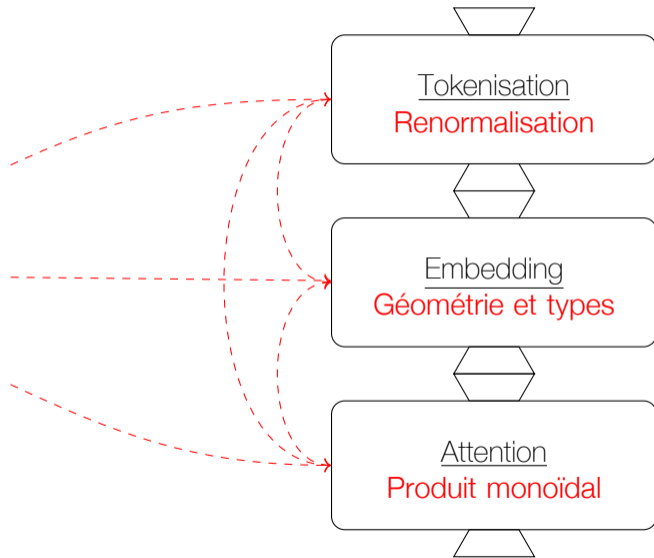 Tokenisation
Renormalisation
Embedding
Géométrie et types
Attention
Produit monoïdal